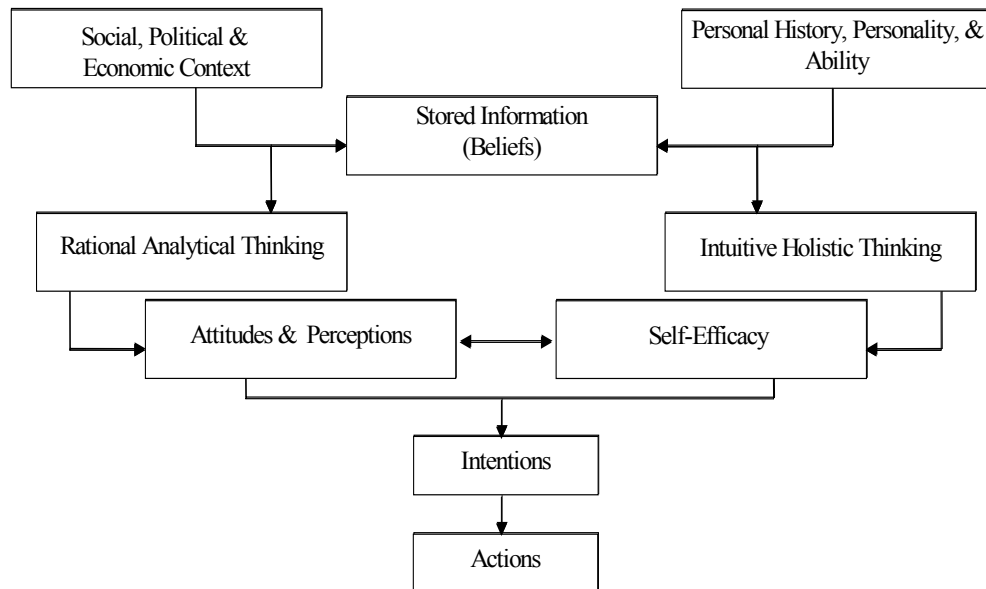 Social, Political &
Economic Context
Personal History, Personality, &
Ability
Stored Information
(Beliefs)
Rational Analytical Thinking
Intuitive Holistic Thinking
Attitudes & Perceptions
Self-Efficacy
Intentions
Actions